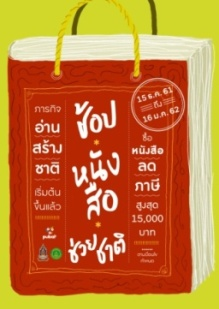 15 ธ.ค. 61
ถึง
16 ม.ค. 62
ภารกิจ
อ่าน
สร้าง
ชาติ
เริ่มต้น
ขึ้นแล้ว
ช้อป
หนัง
สือ
ช่วยชาติ
ซื้อ
หนังสือ
ลด
ภาษี
สูงสุด
15,000
บาท